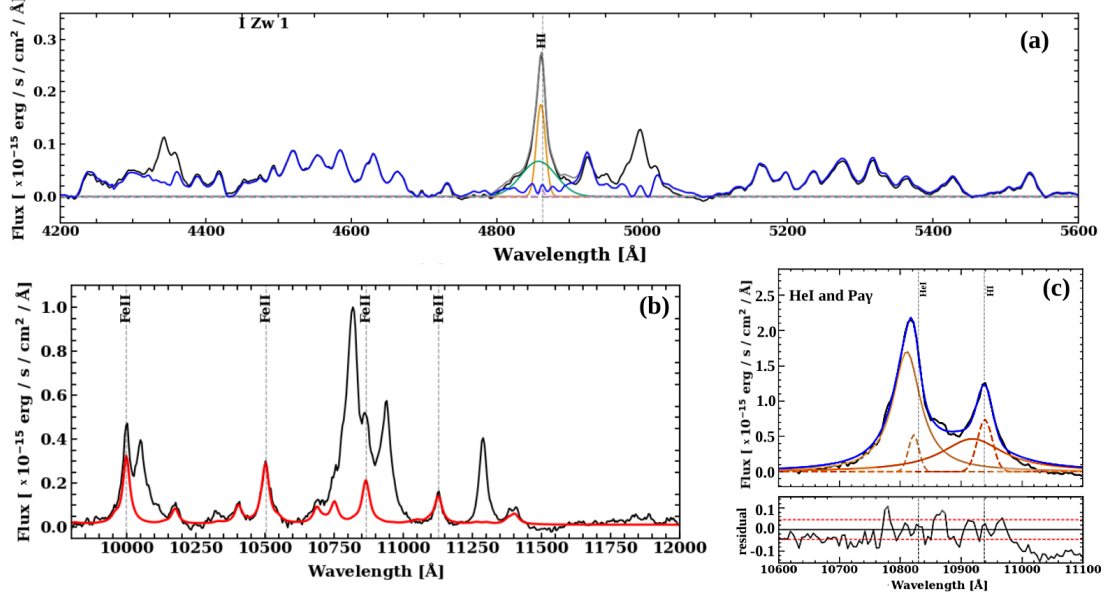 I Zw 1
(a)
HI
Flux [ x10⁻¹⁵ erg / s / cm² / Å]
0.3
0.2
0.1
0.0
4200 4400 4600 4800 5000 5200 5400 5600
Wavelength [Å]
(b)
FeII FeII FeII FeII
Flux [ x10⁻¹⁵ erg / s / cm² / Å]
1.0
0.8
0.6
0.4
0.2
0.0
10000 10250 10500 10750 11000 11250 11500 11750 12000
Wavelength [Å]
(c)
HeI and Paγ
HeI HI
Flux [ x10⁻¹⁵ erg / s / cm² / Å]
2.5
2.0
1.5
1.0
0.5
0.0
residual
0.1
0.0
-0.1
10600 10700 10800 10900 11000 11100
Wavelength [Å]